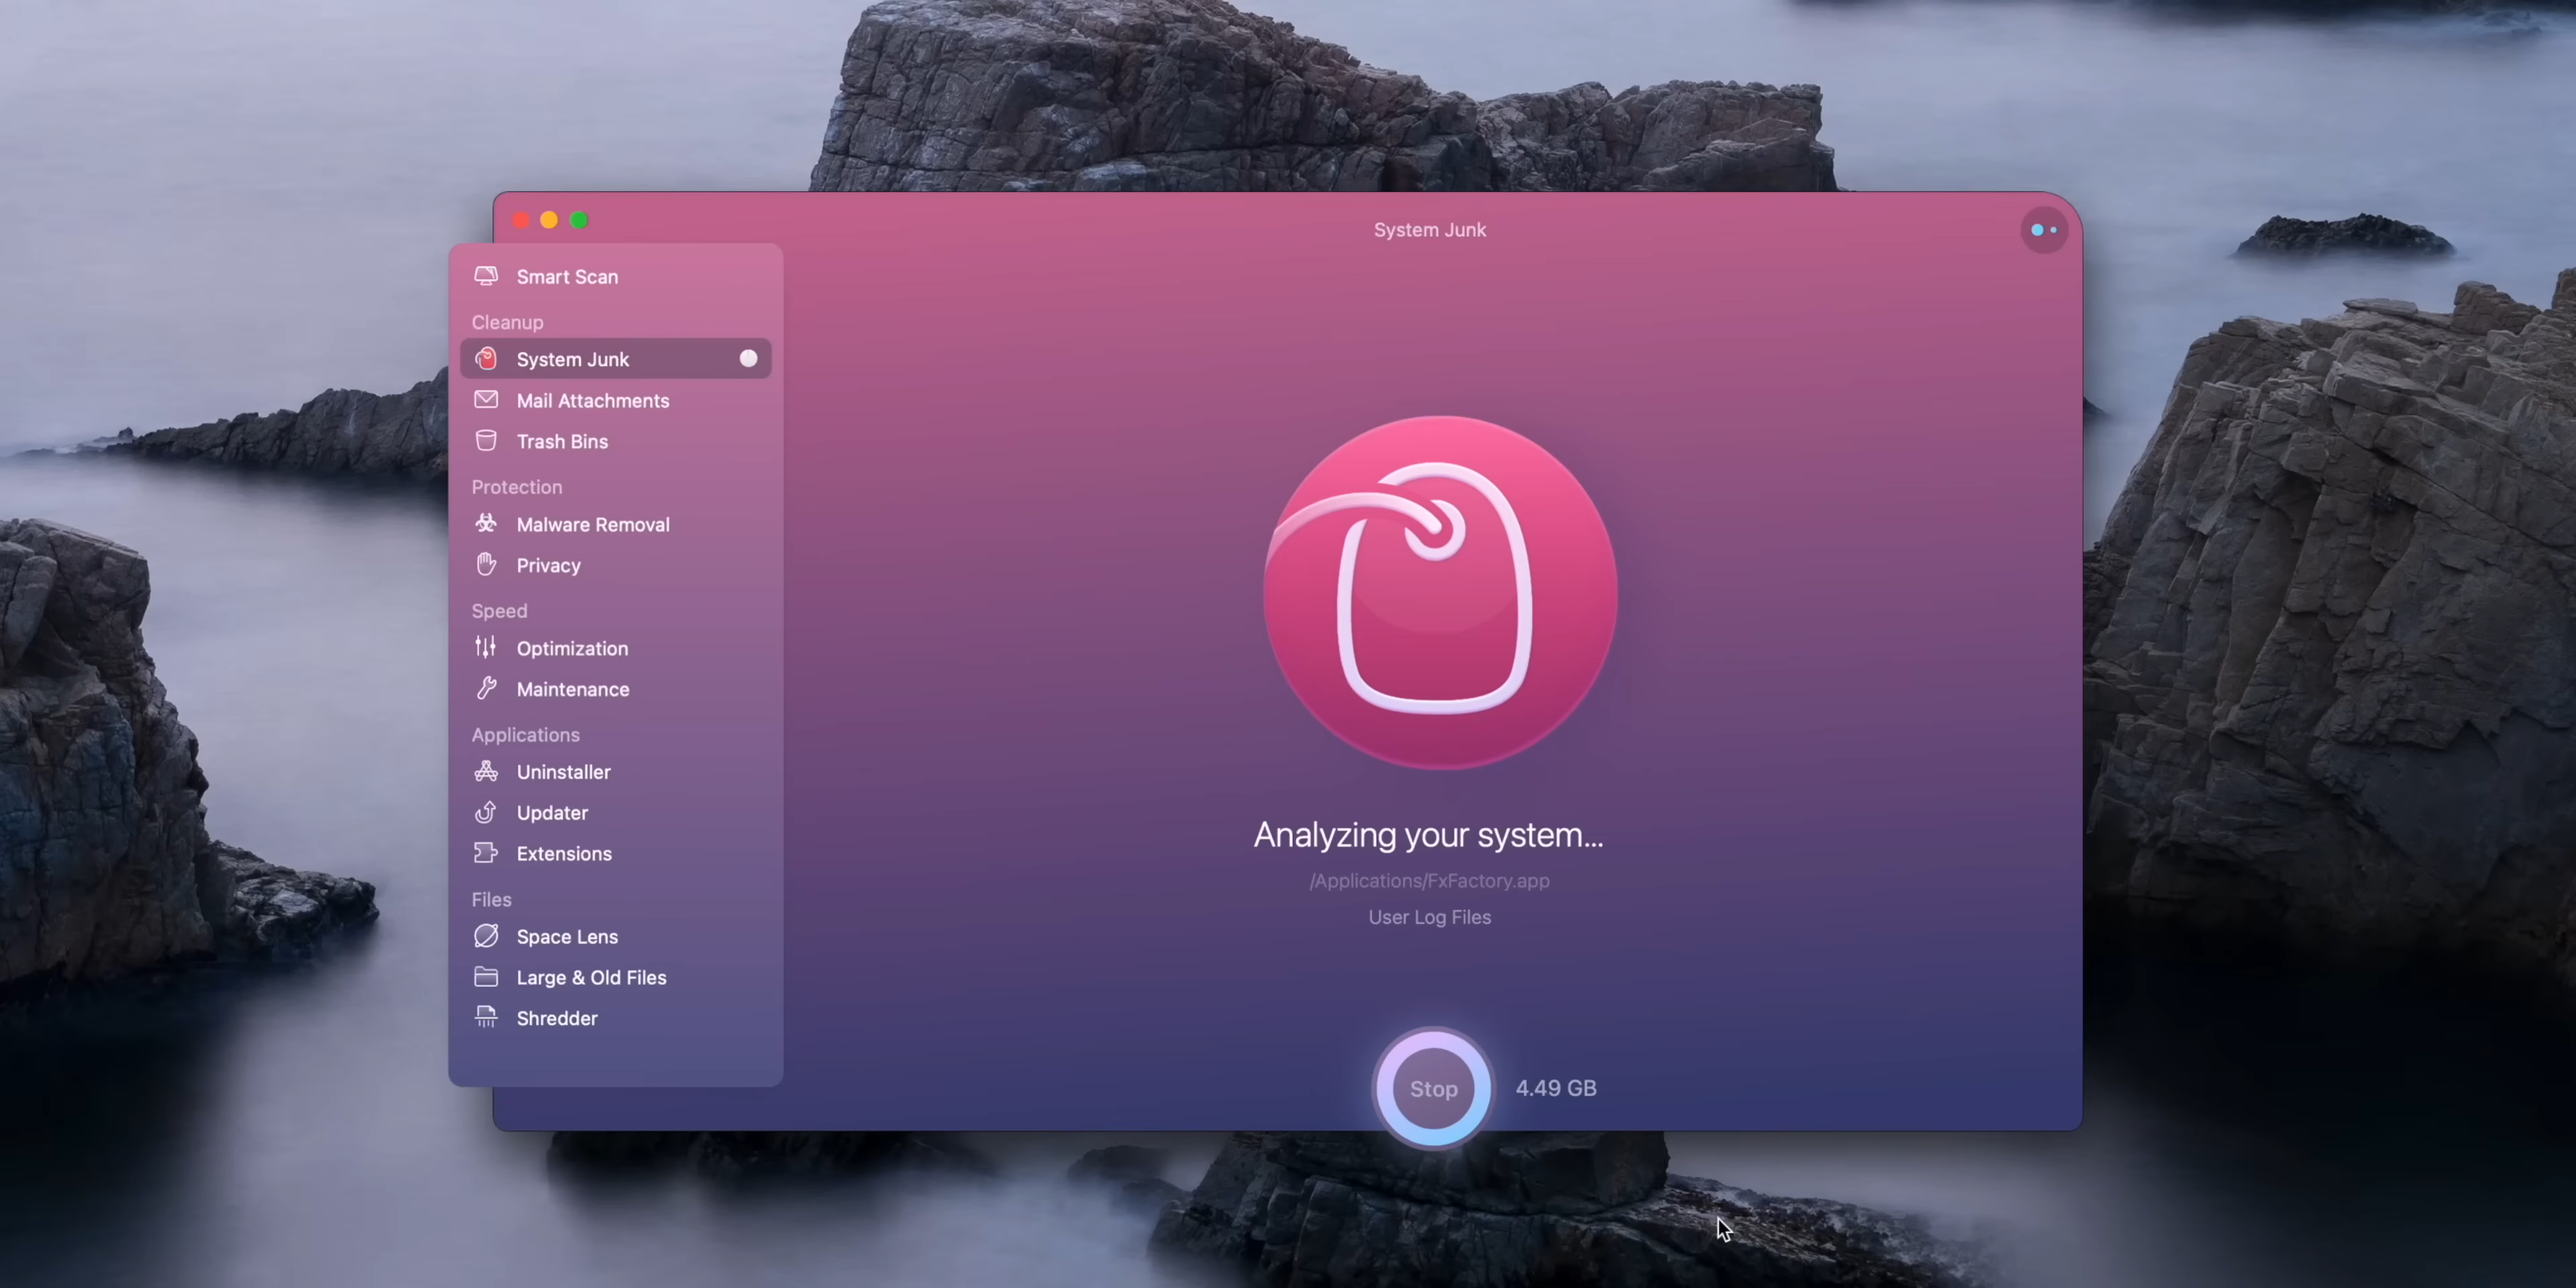 System Junk
Smart Scan
Cleanup
System Junk
Mail Attachments
Trash Bins
Protection
Malware Removal
Privacy
Speed
Optimization
Maintenance
Applications
Uninstaller
Updater
Extensions
Files
Space Lens
Large & Old Files
Shredder
Analyzing your system...
/Applications/FxFactory.app
User Log Files
Stop
4.49 GB